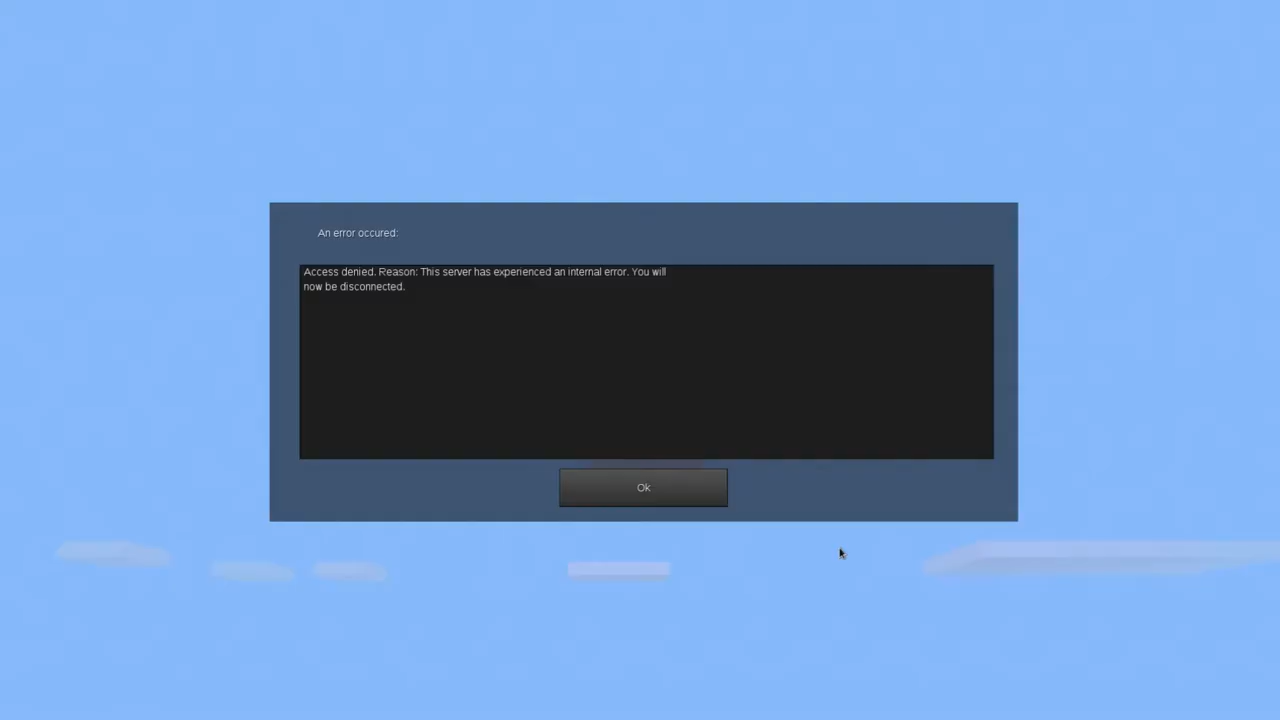 An error occured:
Access denied. Reason: This server has experienced an internal error. You will
now be disconnected.
Ok